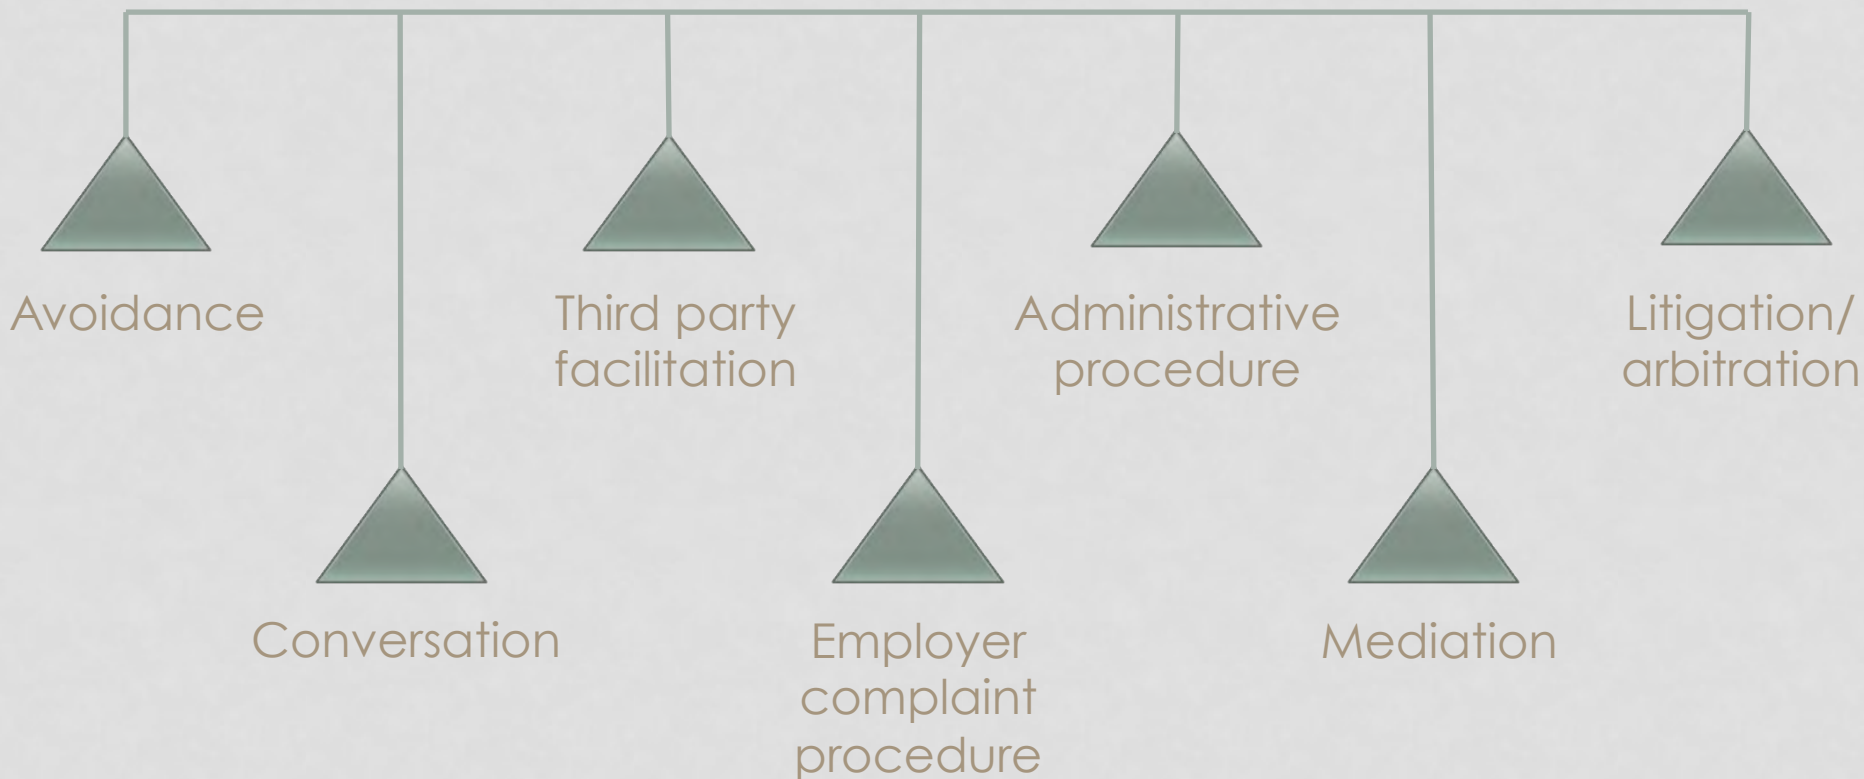 Avoidance
Third party
facilitation
Administrative
procedure
Litigation/
arbitration
Conversation
Employer
complaint
procedure
Mediation